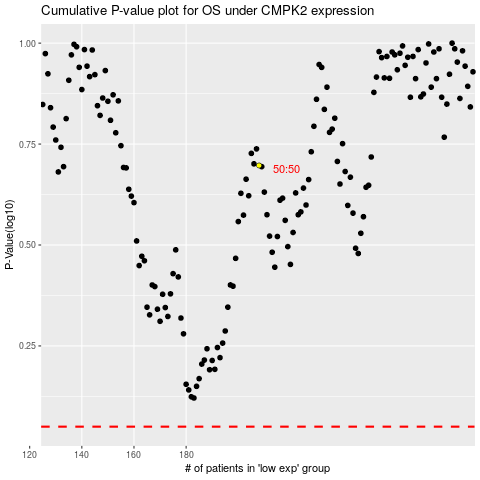 Cumulative P-value plot for OS under CMPK2 expression
1.00
0.75
0.50
0.25
P-Value(log10)
50:50
120 140 160 180
# of patients in 'low exp' group